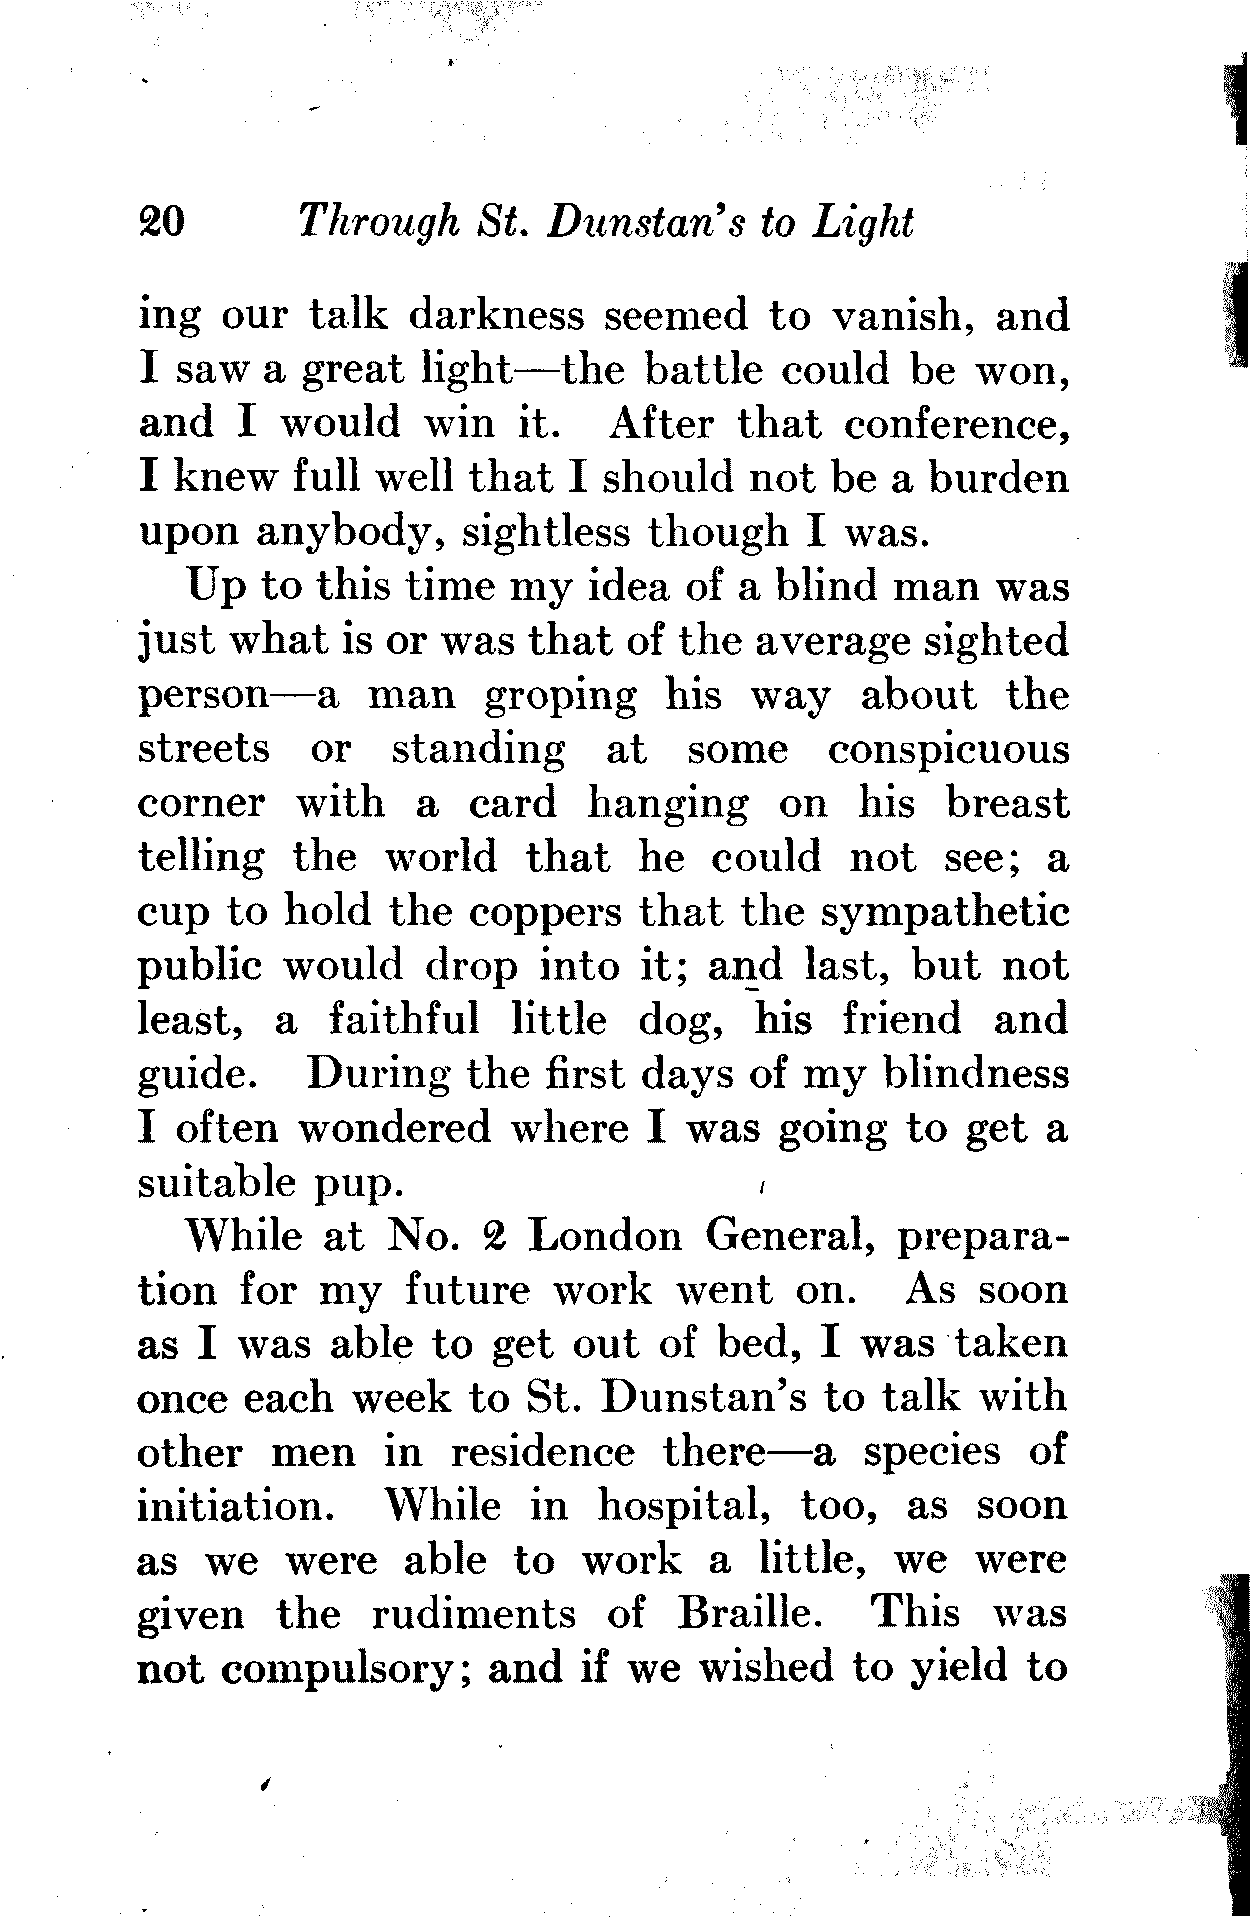 20 Through St. Dunstan's to Light
ing our talk darkness seemed to vanish, and
I saw a great light—the battle could be won,
and I would win it. After that conference,
I knew full well that I should not be a burden
upon anybody, sightless though I was.
Up to this time my idea of a blind man was
just what is or was that of the average sighted
person—a man groping his way about the
streets or standing at some conspicuous
corner with a card hanging on his breast
telling the world that he could not see; a
cup to hold the coppers that the sympathetic
public would drop into it; and last, but not
least, a faithful little dog, his friend and
guide. During the first days of my blindness
I often wondered where I was going to get a
suitable pup.
While at No. 2 London General, prepara-
tion for my future work went on. As soon
as I was able to get out of bed, I was taken
once each week to St. Dunstan's to talk with
other men in residence there—a species of
initiation. While in hospital, too, as soon
as we were able to work a little, we were
given the rudiments of Braille. This was
not compulsory; and if we wished to yield to